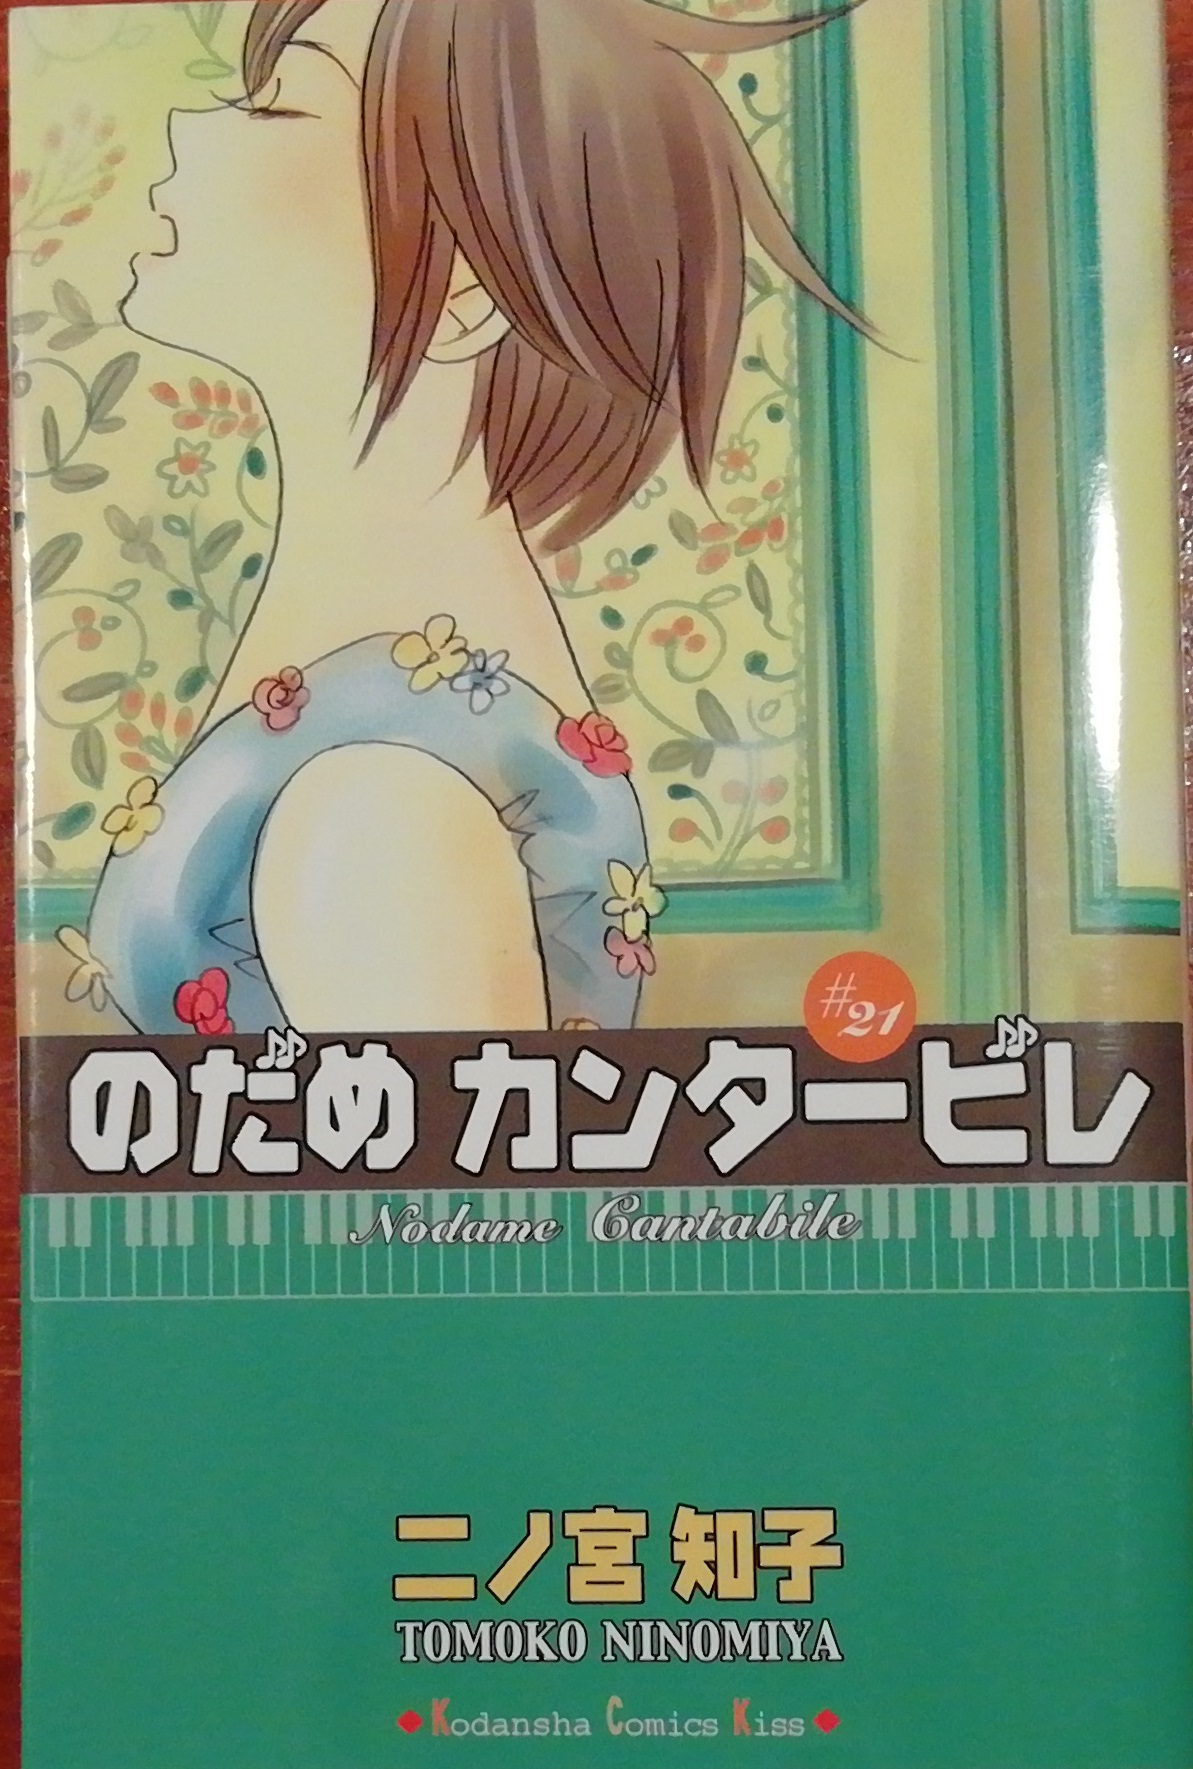 #21
のだめ カンタービレ
Nodame Cantabile
二ノ宮 知子
TOMOKO NINOMIYA
Kodansha Comics Kiss